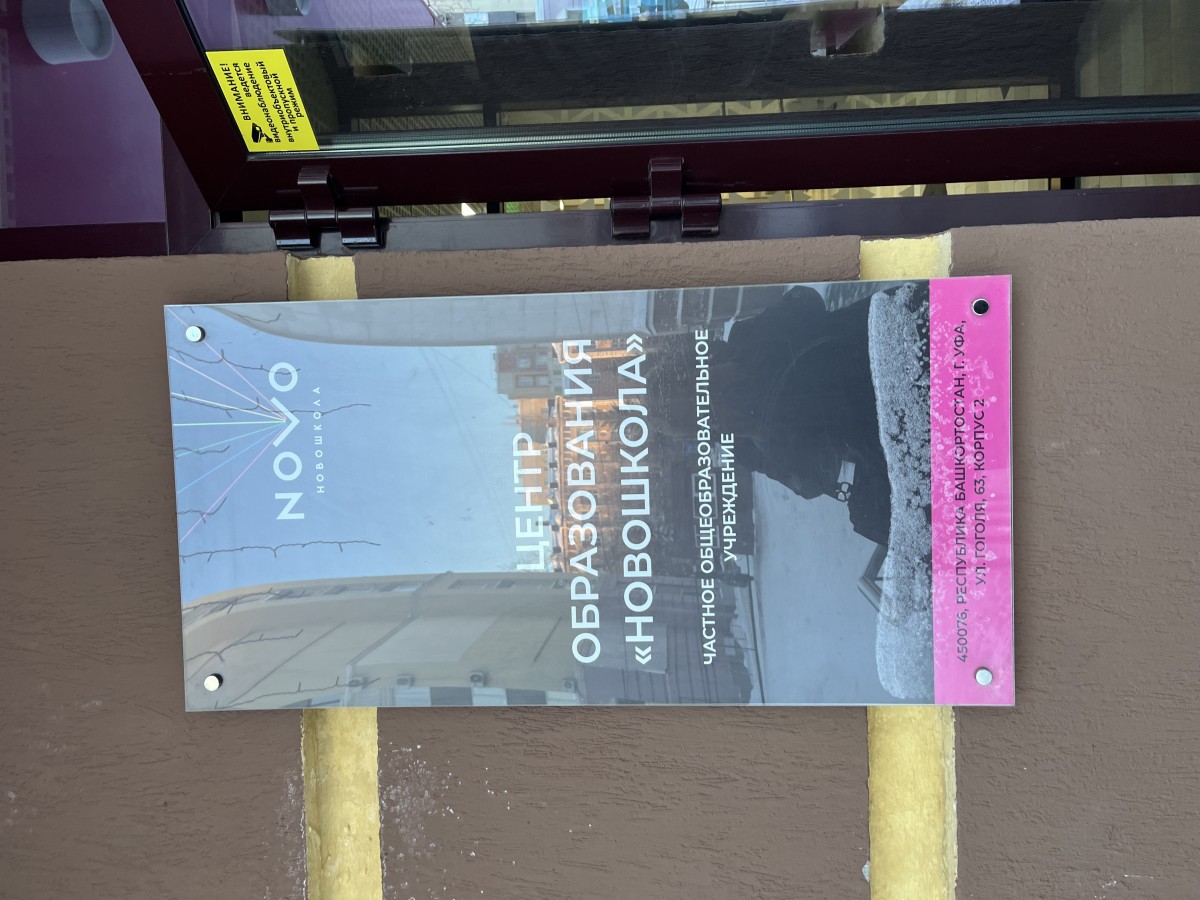 ВНИМАНИЕ!
ведется
видеонаблюдение
внутриобъектовый
и пропускной
режим
NOVO
НОВОШКОЛА
ЦЕНТР
ОБРАЗОВАНИЯ
«НОВОШКОЛА»
ЧАСТНОЕ ОБЩЕОБРАЗОВАТЕЛЬНОЕ
УЧРЕЖДЕНИЕ
450076, РЕСПУБЛИКА БАШКОРТОСТАН, Г. УФА,
УЛ. ГОГОЛЯ, 63, КОРПУС 2